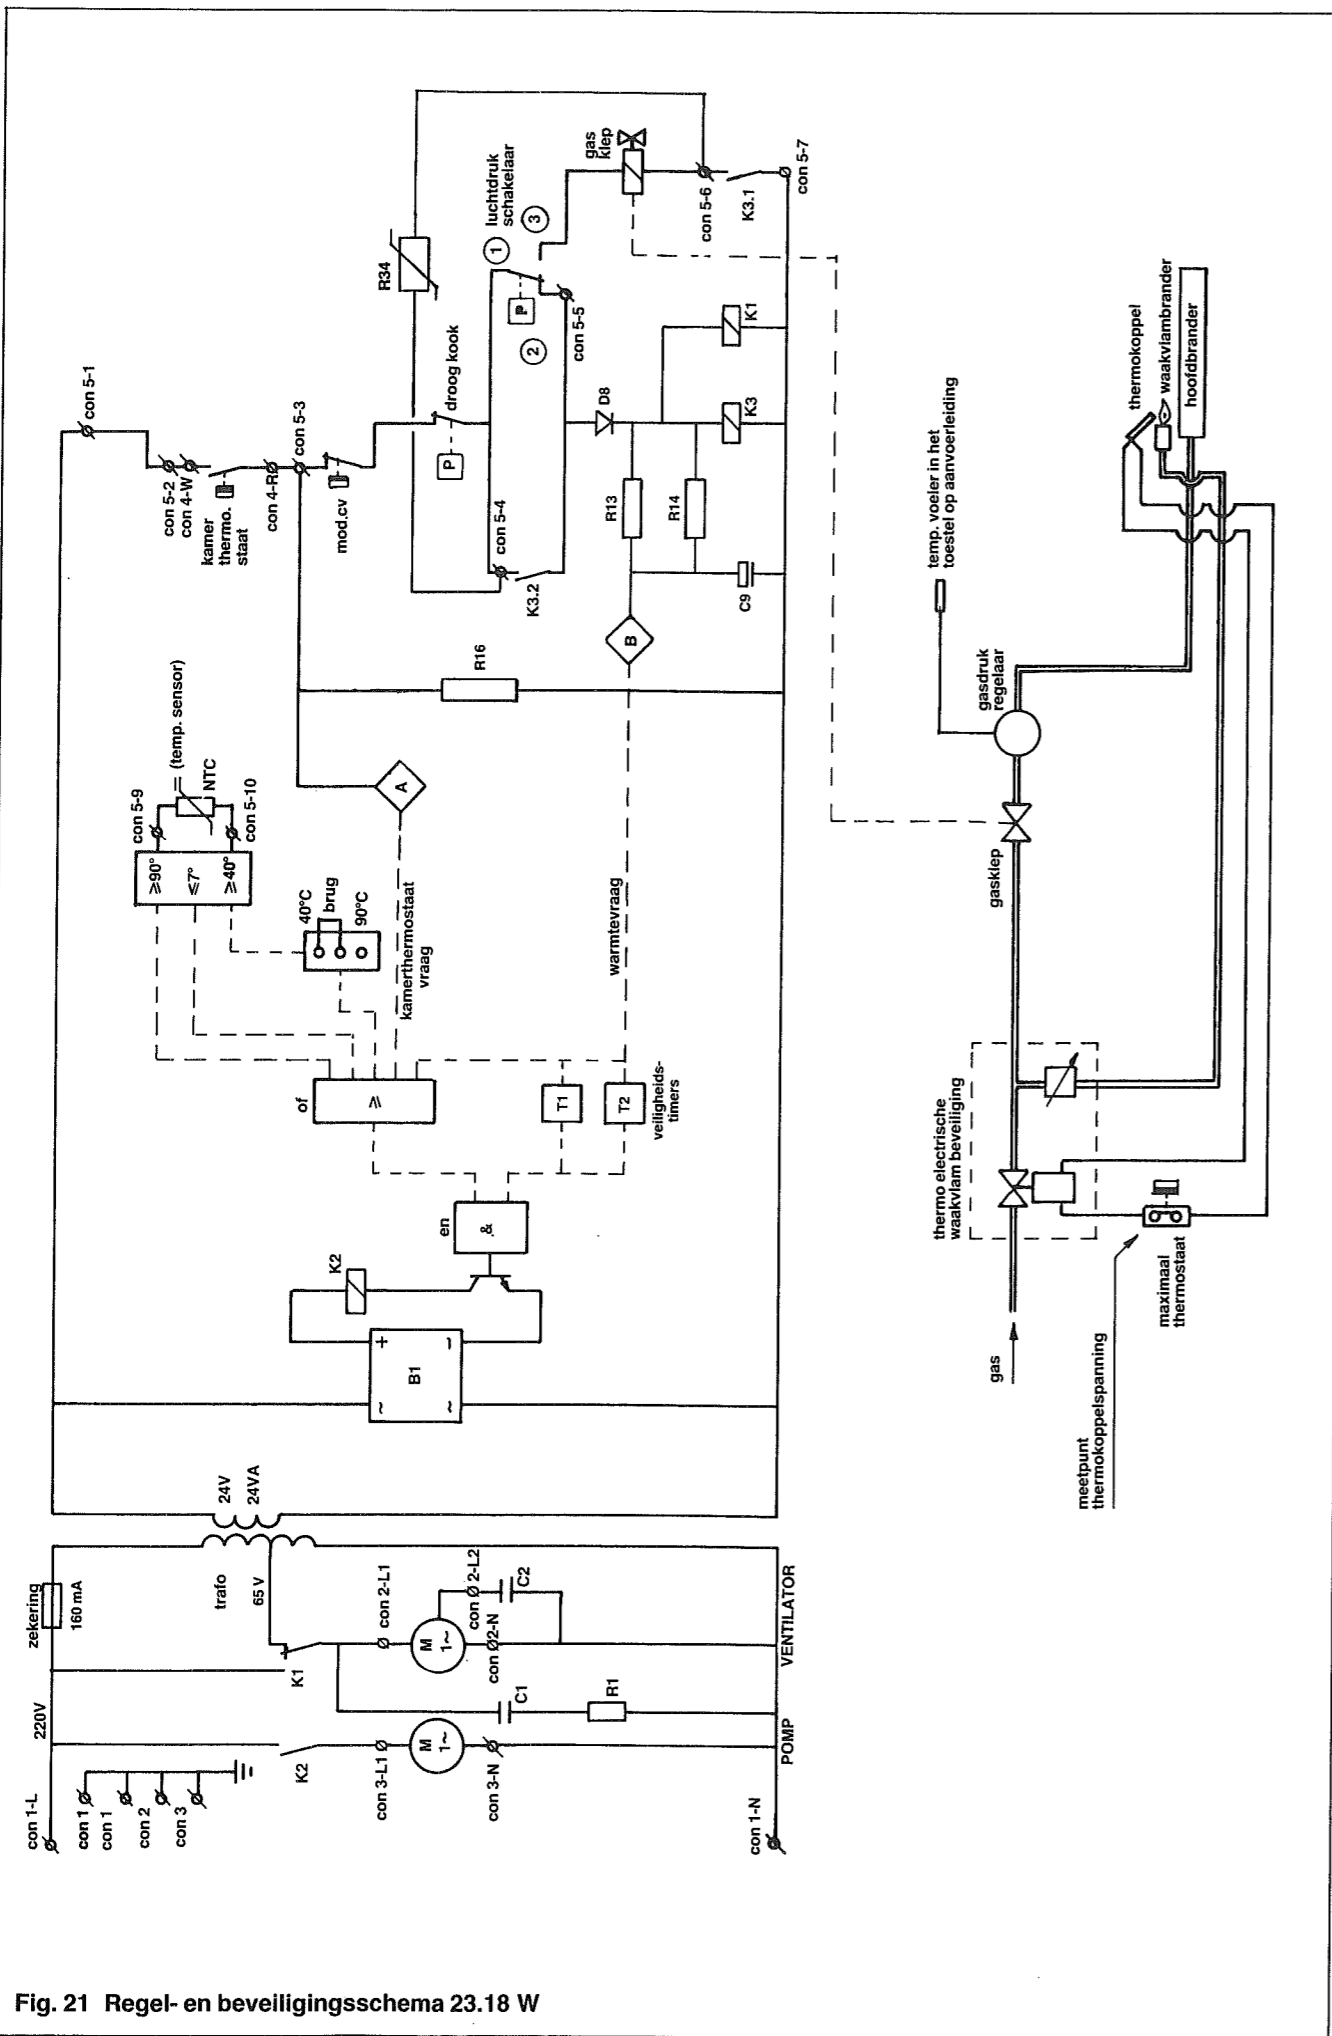 con 1-L
220V
zekering
160 mA
con 1
con 1
con 2
con 3
K2
con 3-L1
M
1~
con 3-N
POMP
con 1-N
K1
C1
R1
trafo
65 V
con 2-L1
M
1~
con 2-L2
con 2-N
C2
VENTILATOR
24V
24VA
B1
~
~
+
–
K2
en
&
of
≥
T1
T2
veiligheids-
timers
kamerthermostaat
vraag
warmtevraag
40°C
brug
90°C
≥90°
≤7°
≥40°
con 5-9
con 5-10
= (temp. sensor)
NTC
A
B
R16
con 5-1
con 5-2
con 4-W
kamer
thermo.
staat
con 4-R
con 5-3
mod.cv
P
droog kook
R34
con 5-4
K3.2
R13
R14
C9
D8
K3
K1
P
1
2
3
luchtdruk
schakelaar
con 5-5
gas
klep
con 5-6
K3.1
con 5-7
gas
thermo electrische
waakvlam beveiliging
meetpunt
thermokoppelspanning
maximaal
thermostaat
gasklep
gasdruk
regelaar
temp. voeler in het
toestel op aanvoerleiding
thermokoppel
waakvlambrander
hoofdbrander
Fig. 21 Regel- en beveiligingsschema 23.18 W